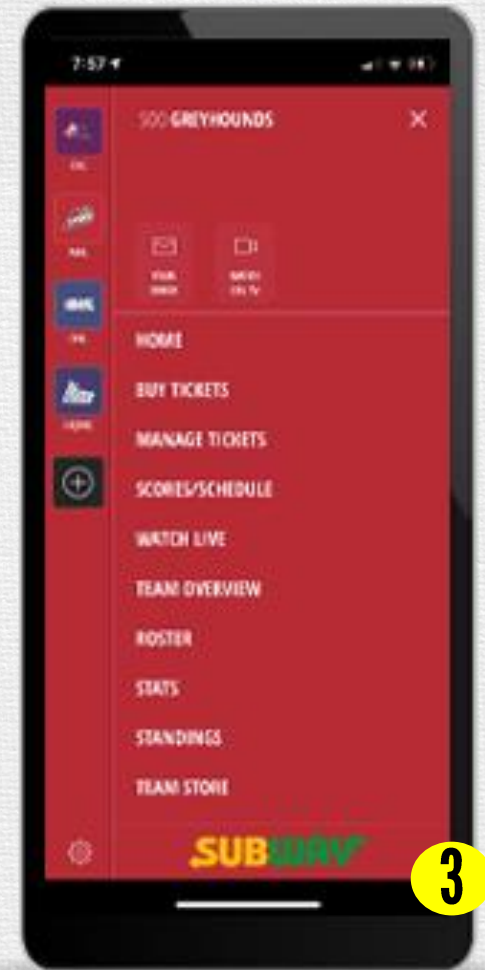 7:57
SOO GREYHOUNDS
HOME
BUY TICKETS
MANAGE TICKETS
SCORES/SCHEDULE
WATCH LIVE
TEAM OVERVIEW
ROSTER
STATS
STANDINGS
TEAM STORE
SUBWAY
3